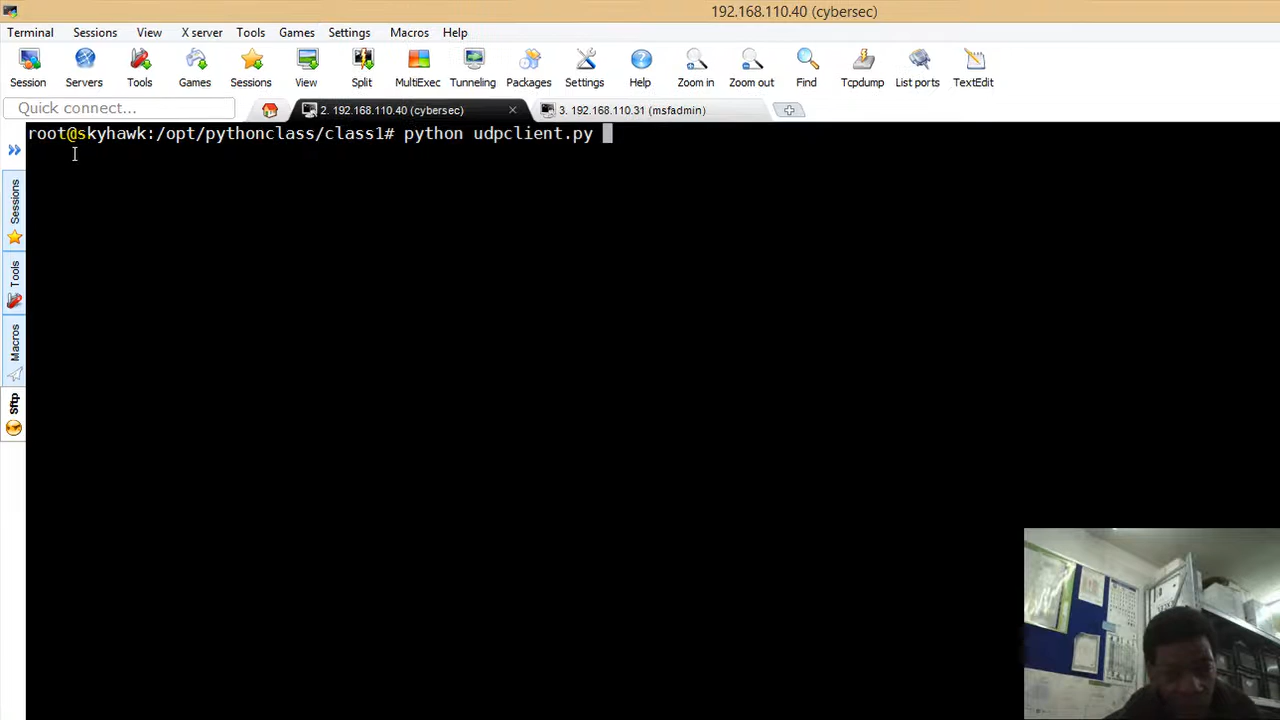 192.168.110.40 (cybersec)
Terminal Sessions View X server Tools Games Settings Macros Help
Session Servers Tools Games Sessions View Split MultiExec Tunneling Packages Settings Help Zoom in Zoom out Find Tcpdump List ports TextEdit
Quick connect... 2. 192.168.110.40 (cybersec) 3. 192.168.110.31 (msfadmin)
root@skyhawk:/opt/pythonclass/class1# python udpclient.py
Sessions
Tools
Macros
Sftp